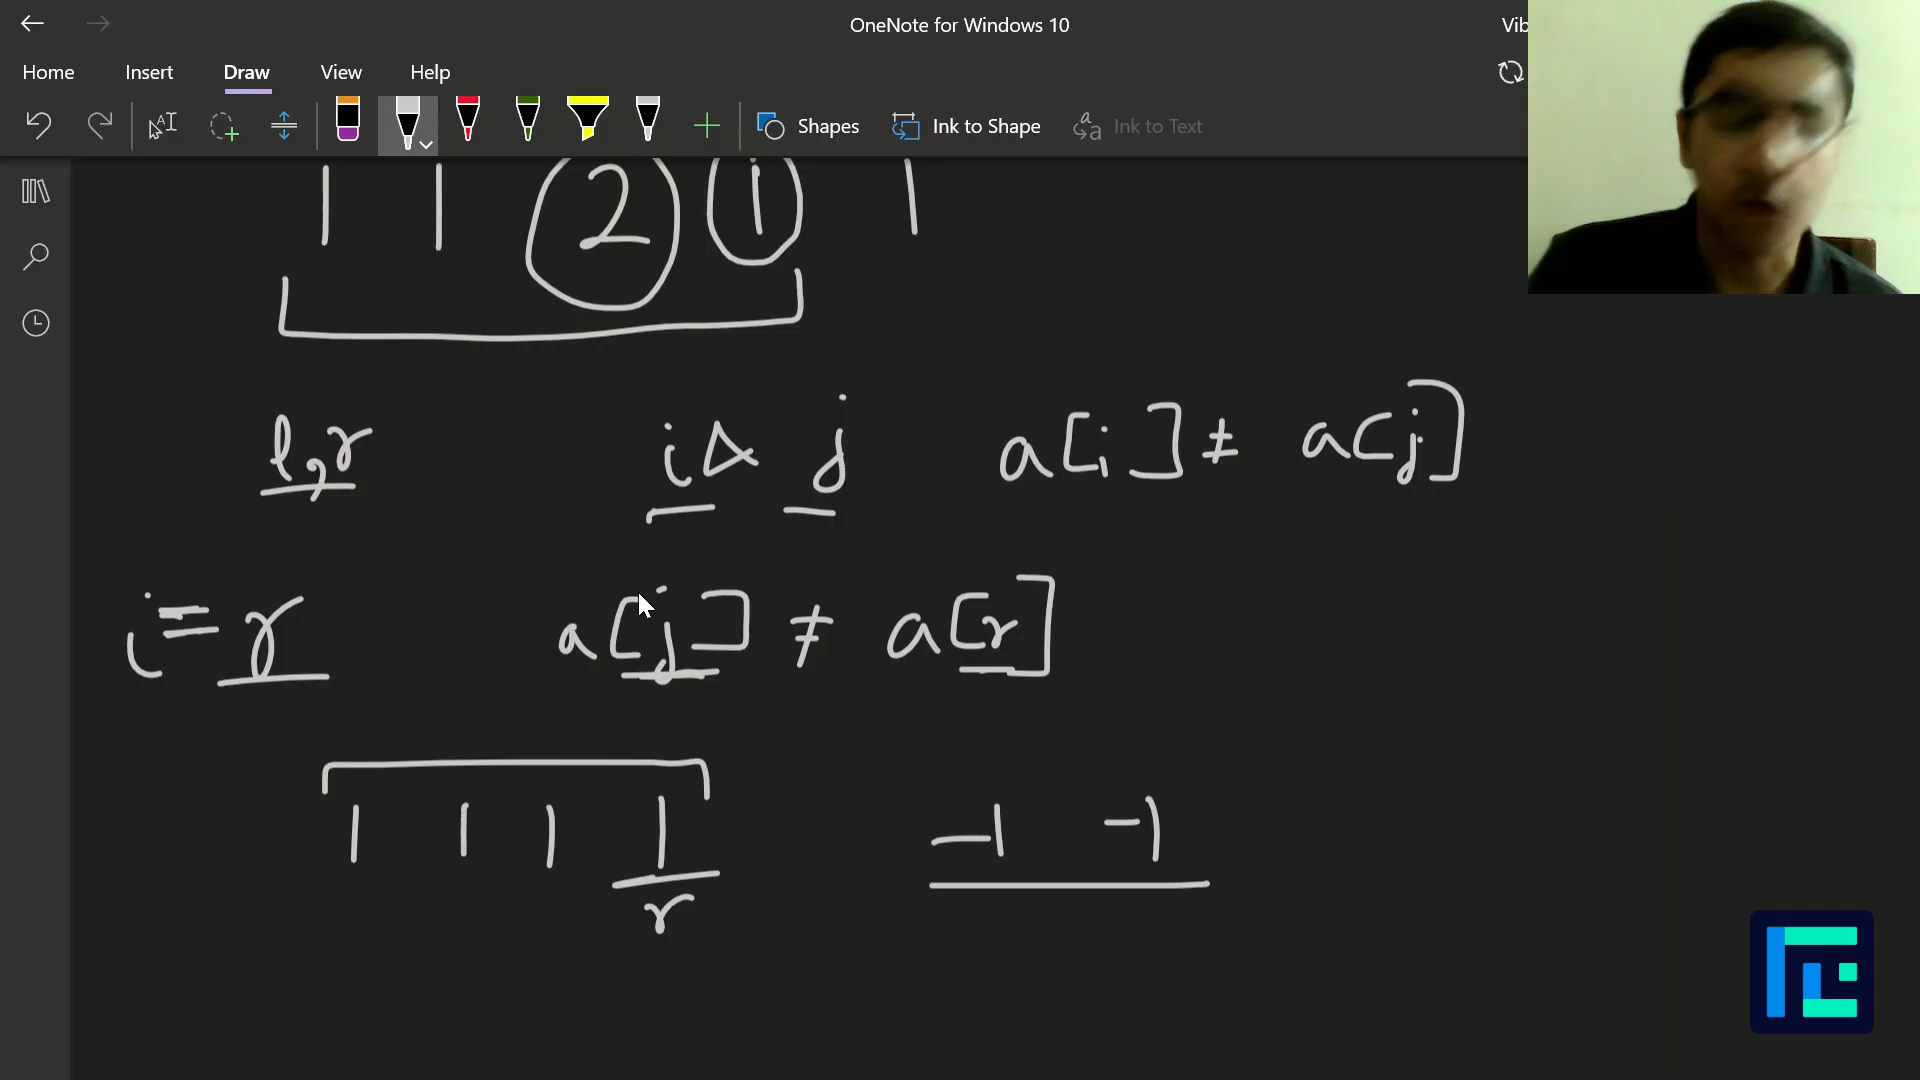 OneNote for Windows 10
Vib
Home Insert Draw View Help
Shapes Ink to Shape Ink to Text
1 1 2 1 1
l, r i & j a[i] ≠ a[j]
i = r a[j] ≠ a[r]
1 1 1 1 -1 -1
r